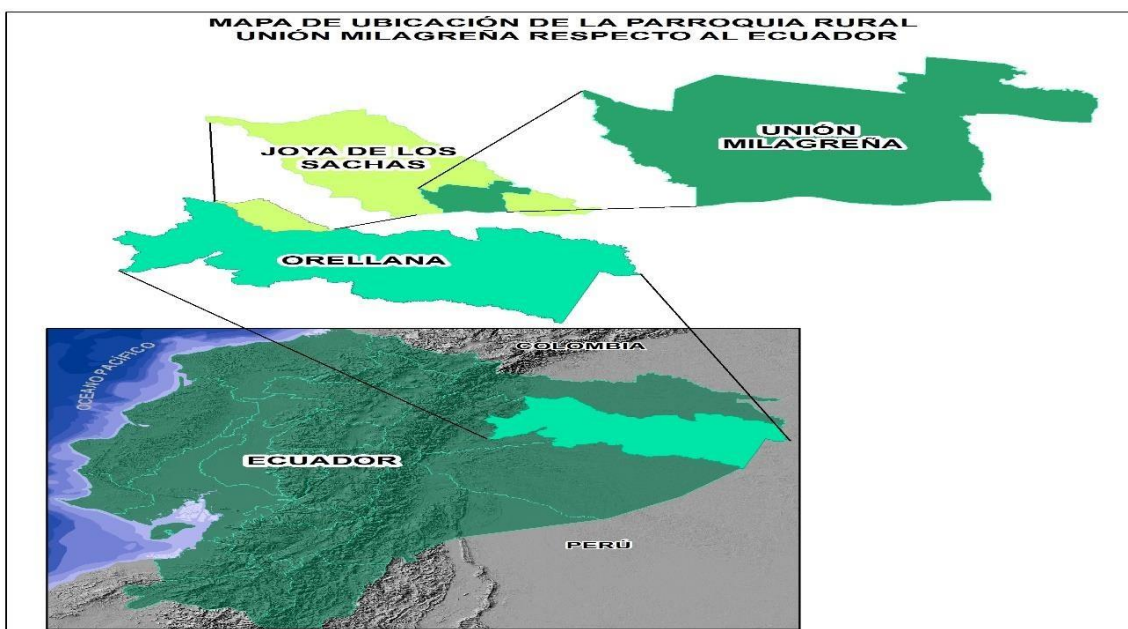 MAPA DE UBICACIÓN DE LA PARROQUIA RURAL
UNIÓN MILAGREÑA RESPECTO AL ECUADOR
UNIÓN
MILAGREÑA
JOYA DE LOS
SACHAS
ORELLANA
OCEANO PACÍFICO
COLOMBIA
ECUADOR
PERÚ